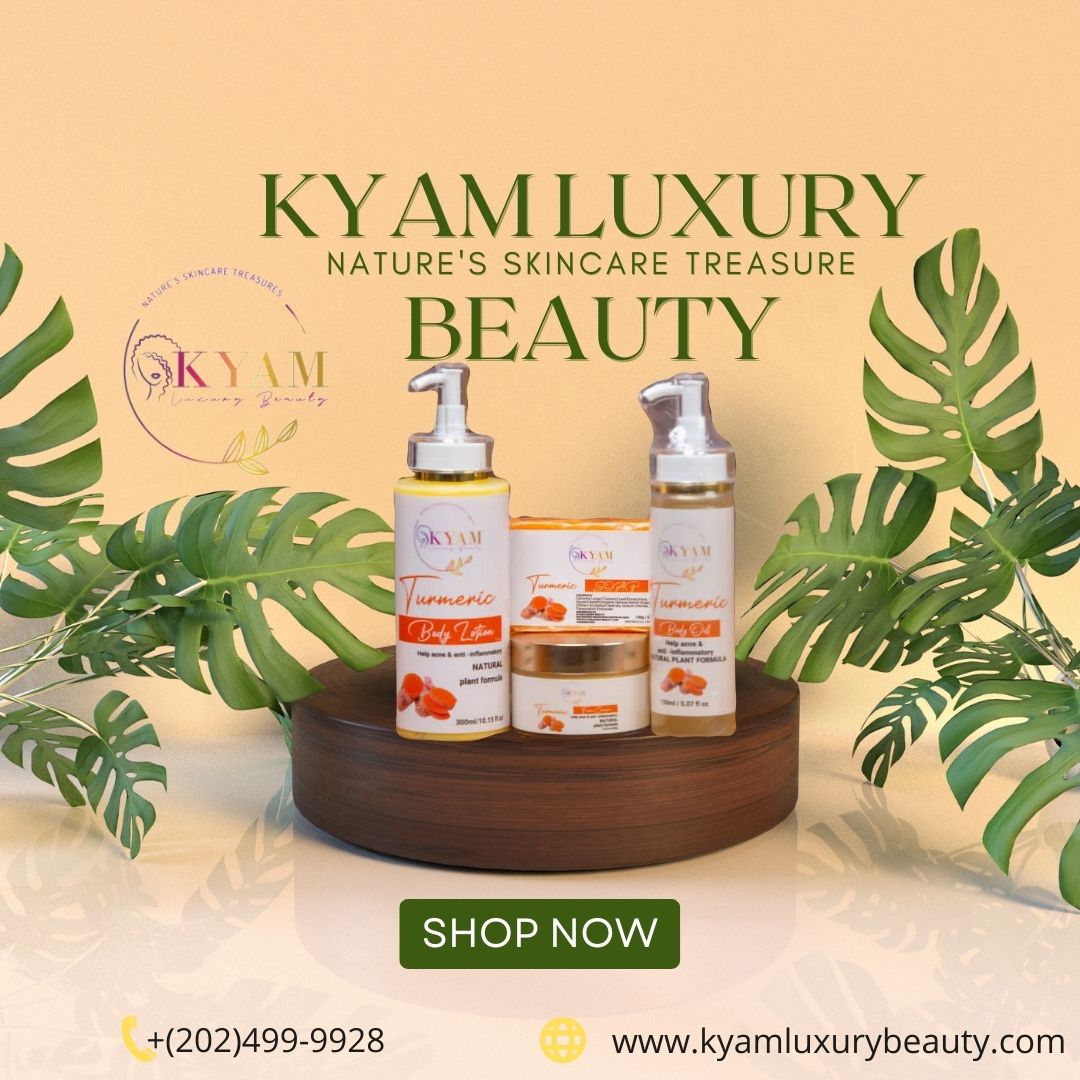 KYAM LUXURY
NATURE'S SKINCARE TREASURE
BEAUTY
NATURE'S SKINCARE TREASURES
KYAM
Luxury Beauty
KYAM
Turmeric
Body Lotion
Help acne & anti -inflammatory
NATURAL
plant formula
300ml/10.15 fl oz
KYAM
Turmeric SOAP
KYAM
Turmeric
NATURAL
plant formula
KYAM
Turmeric
Body Oil
Help acne &
anti -inflammatory
NATURAL PLANT FORMULA
150ml / 5.07 fl oz
SHOP NOW
+(202)499-9928
www.kyamluxurybeauty.com